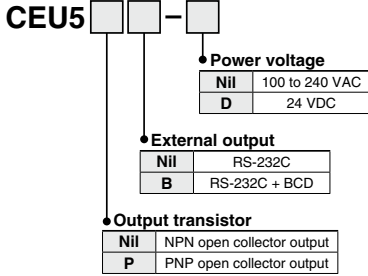 CEU5 –
Power voltage
Nil 100 to 240 VAC
D 24 VDC
External output
Nil RS-232C
B RS-232C + BCD
Output transistor
Nil NPN open collector output
P PNP open collector output